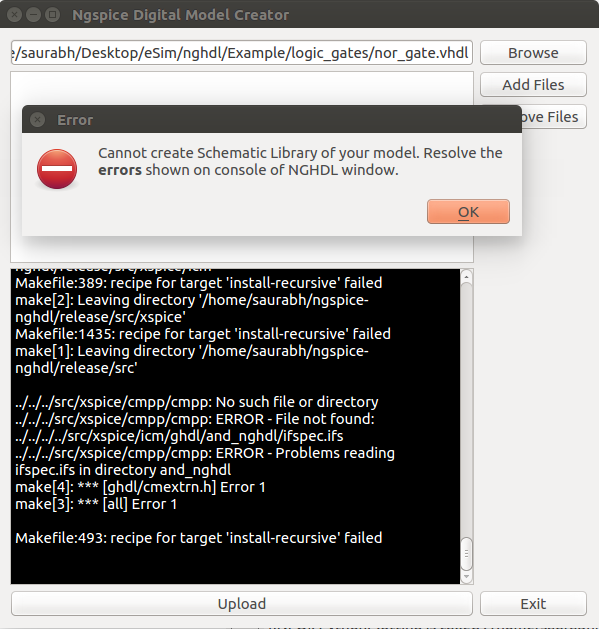 Ngspice Digital Model Creator
e/saurabh/Desktop/eSim/nghdl/Example/logic_gates/nor_gate.vhdl
Browse
Add Files
ove Files
Error
Cannot create Schematic Library of your model. Resolve the
errors shown on console of NGHDL window.
OK
nghdl/release/src/xspice/icm'
Makefile:389: recipe for target 'install-recursive' failed
make[2]: Leaving directory '/home/saurabh/ngspice-
nghdl/release/src/xspice'
Makefile:1435: recipe for target 'install-recursive' failed
make[1]: Leaving directory '/home/saurabh/ngspice-
nghdl/release/src'
../../../src/xspice/cmpp/cmpp: No such file or directory
../../../src/xspice/cmpp/cmpp: ERROR - File not found:
../../../../src/xspice/icm/ghdl/and_nghdl/ifspec.ifs
../../../src/xspice/cmpp/cmpp: ERROR - Problems reading
ifspec.ifs in directory and_nghdl
make[4]: *** [ghdl/cmextrn.h] Error 1
make[3]: *** [all] Error 1
Makefile:493: recipe for target 'install-recursive' failed
Upload
Exit